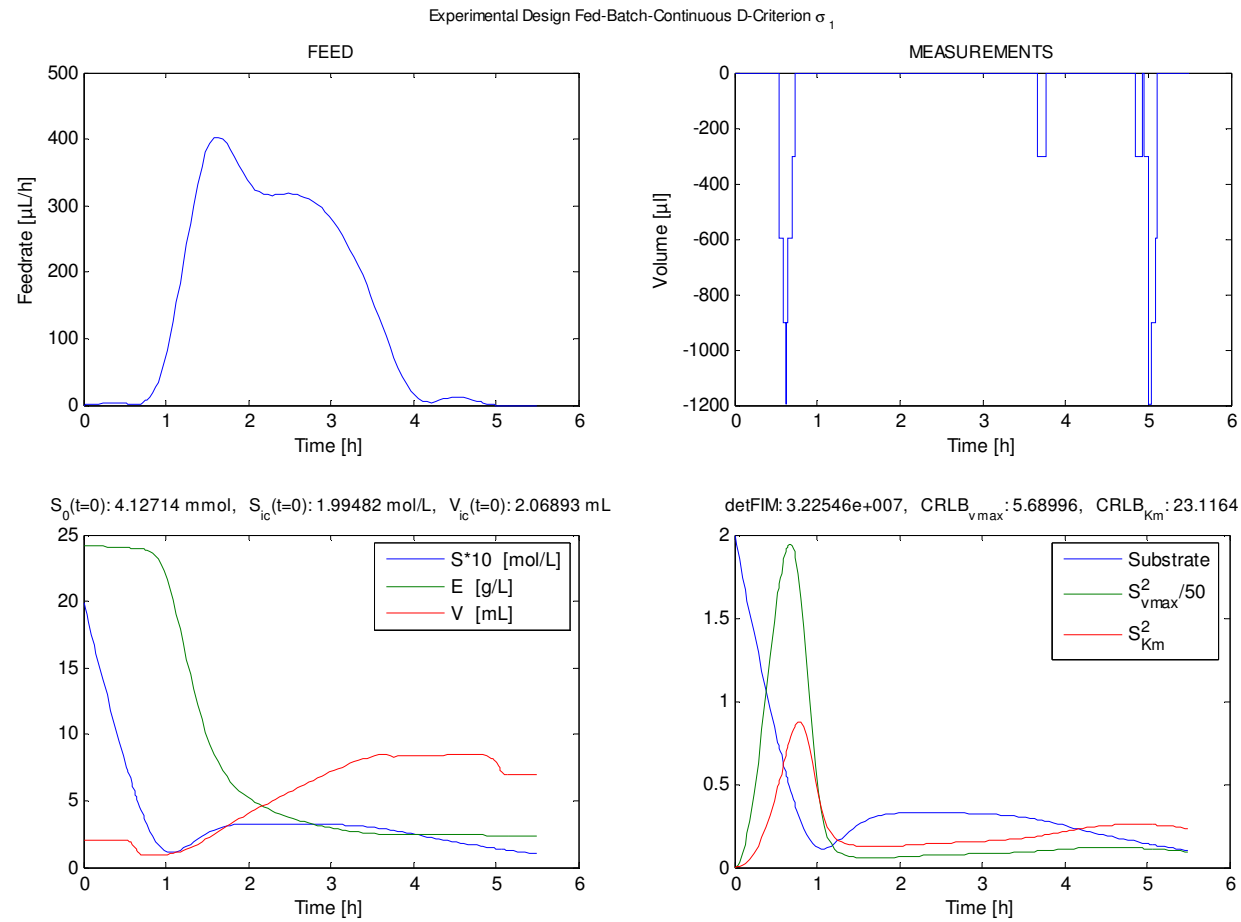 Experimental Design Fed-Batch-Continuous D-Criterion σ1
FEED
500
400
300
200
100
0
Feedrate [µL/h]
0 1 2 3 4 5 6
Time [h]
MEASUREMENTS
0
-200
-400
-600
-800
-1000
-1200
Volume [µl]
0 1 2 3 4 5 6
Time [h]
S0(t=0): 4.12714 mmol, Sic(t=0): 1.99482 mol/L, Vic(t=0): 2.06893 mL
25
20
15
10
5
0
S*10 [mol/L]
E [g/L]
V [mL]
0 1 2 3 4 5 6
Time [h]
detFIM: 3.22546e+007, CRLBvmax: 5.68996, CRLBKm: 23.1164
2
1.5
1
0.5
0
Substrate
S²vmax/50
S²Km
0 1 2 3 4 5 6
Time [h]